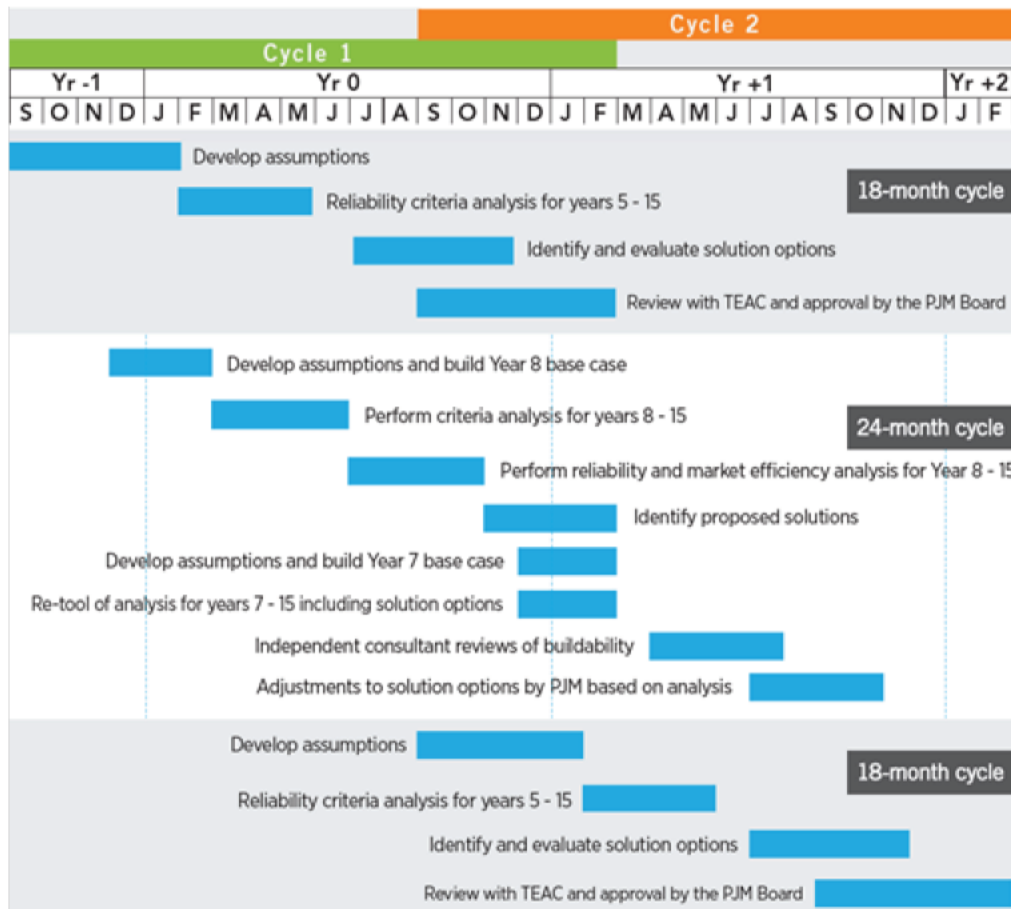 Cycle 2
Cycle 1
Yr -1 Yr 0 Yr +1 Yr +2
S O N D J F M A M J J A S O N D J F M A M J J A S O N D J F
Develop assumptions
18-month cycle
Reliability criteria analysis for years 5 - 15
Identify and evaluate solution options
Review with TEAC and approval by the PJM Board
Develop assumptions and build Year 8 base case
Perform criteria analysis for years 8 - 15
24-month cycle
Perform reliability and market efficiency analysis for Year 8 - 15
Identify proposed solutions
Develop assumptions and build Year 7 base case
Re-tool of analysis for years 7 - 15 including solution options
Independent consultant reviews of buildability
Adjustments to solution options by PJM based on analysis
Develop assumptions
18-month cycle
Reliability criteria analysis for years 5 - 15
Identify and evaluate solution options
Review with TEAC and approval by the PJM Board